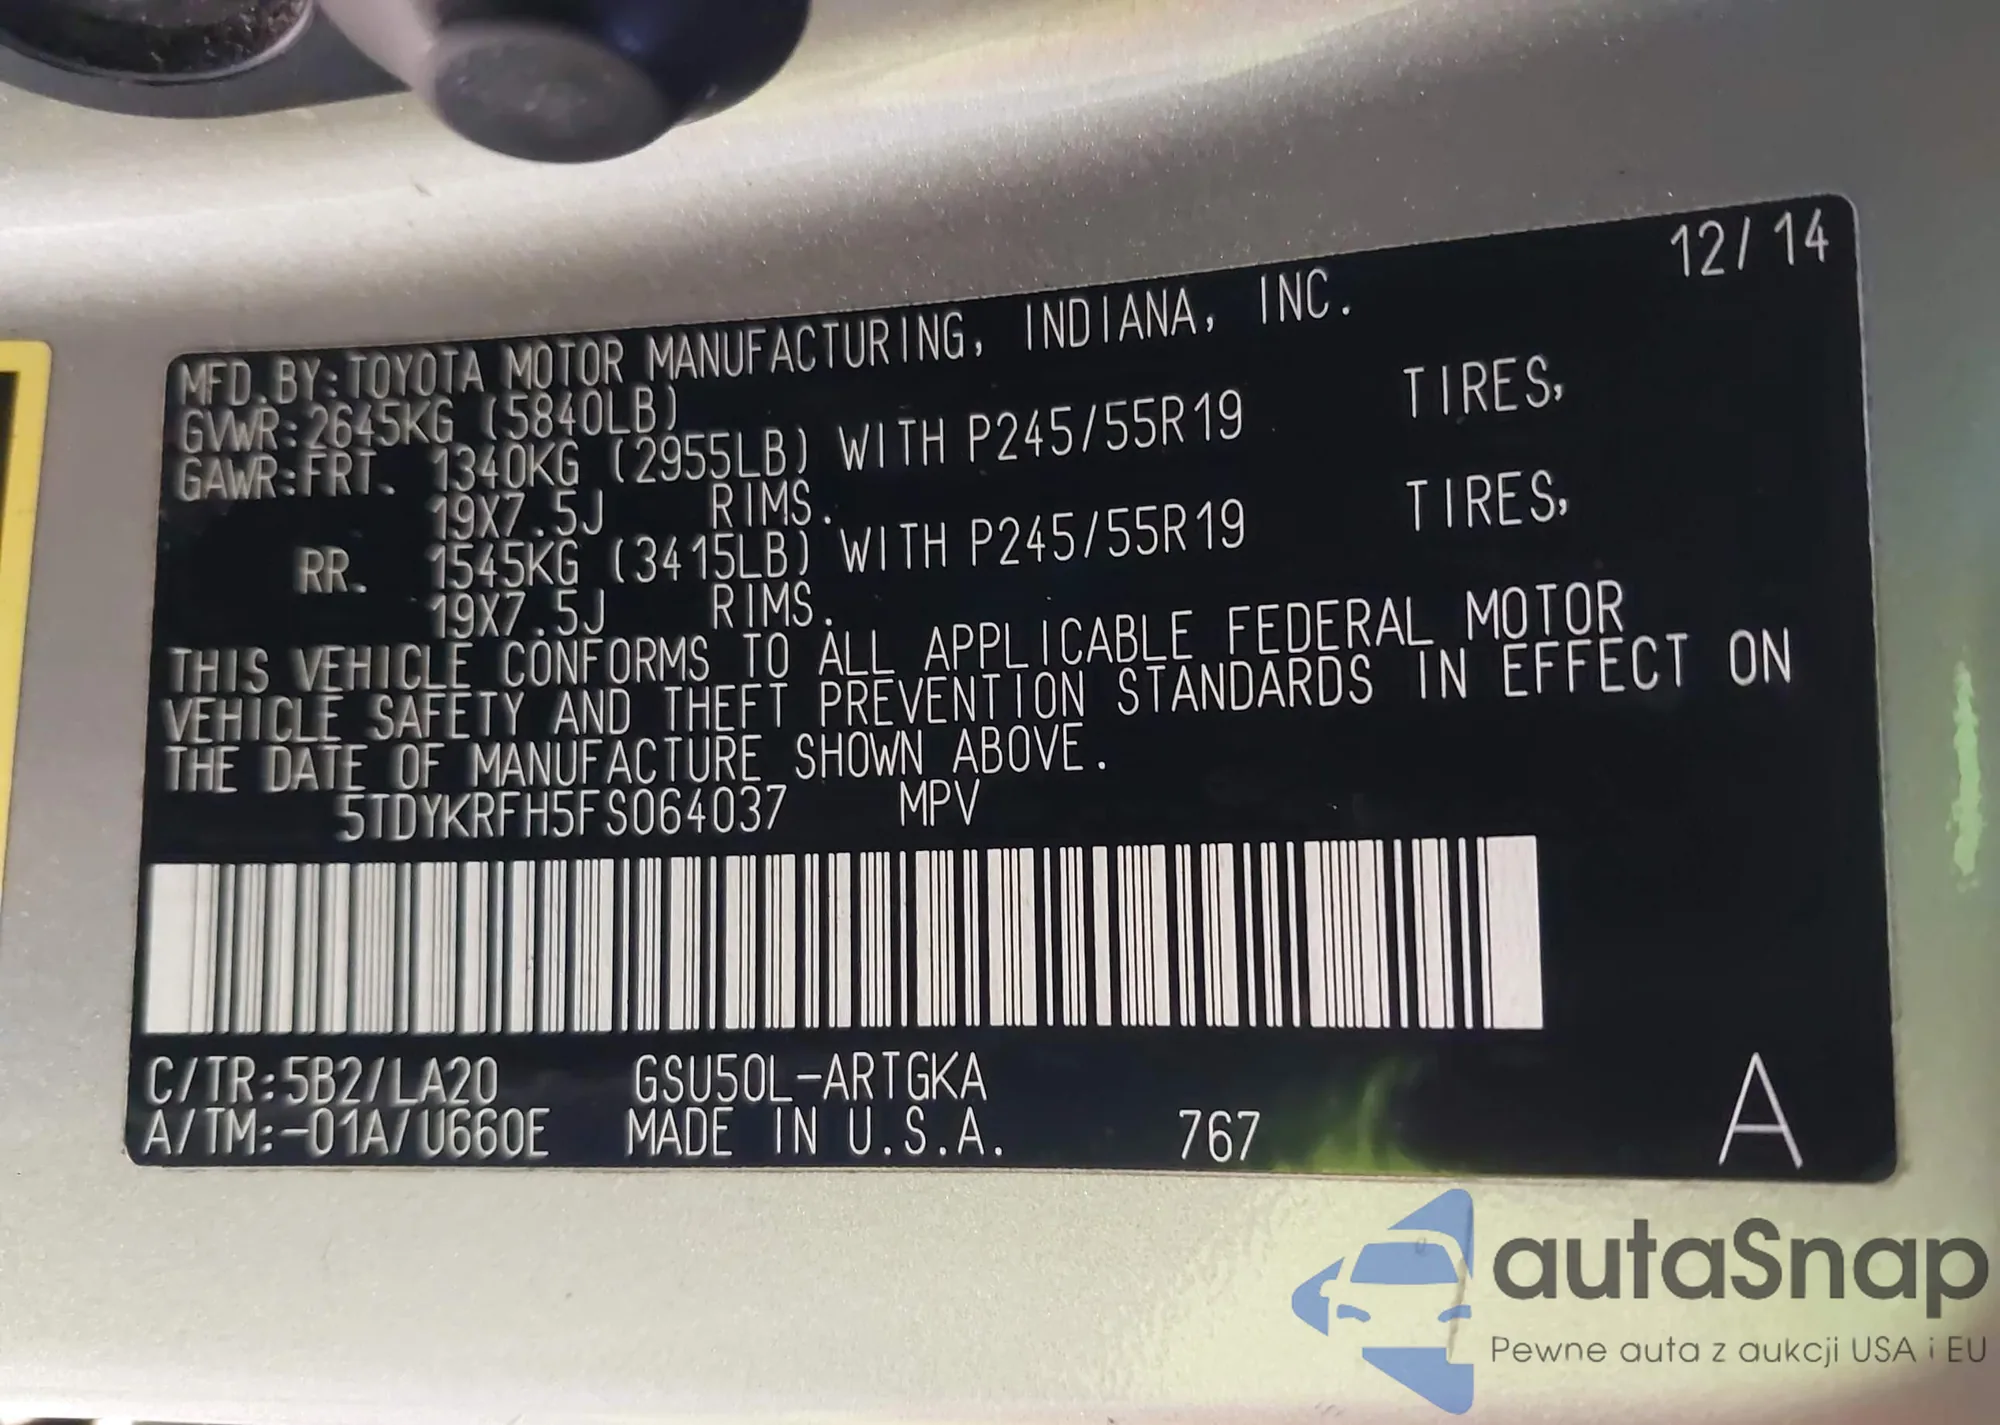 12/14
MFD.BY:TOYOTA MOTOR MANUFACTURING, INDIANA, INC.
GVWR:2645KG (5840LB)
GAWR:FRT. 1340KG (2955LB) WITH P245/55R19 TIRES,
19X7.5J RIMS.
RR. 1545KG (3415LB) WITH P245/55R19 TIRES,
19X7.5J RIMS.
THIS VEHICLE CONFORMS TO ALL APPLICABLE FEDERAL MOTOR
VEHICLE SAFETY AND THEFT PREVENTION STANDARDS IN EFFECT ON
THE DATE OF MANUFACTURE SHOWN ABOVE.
5TDYKRFH5FS064037 MPV
C/TR:5B2/LA20 GSU50L-ARTGKA
A/TM:-01A/U660E MADE IN U.S.A. 767 A
autaSnap
Pewne auta z aukcji USA i EU